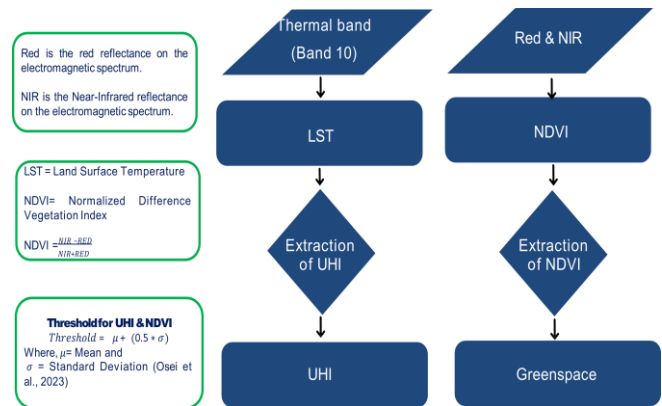 Red is the red reflectance on the
electromagnetic spectrum.
NIR is the Near-Infrared reflectance
on the electromagnetic spectrum.
LST = Land Surface Temperature
NDVI= Normalized Difference
Vegetation Index
NDVI = NIR −RED / NIR+RED
Threshold for UHI & NDVI
Threshold = μ + (0.5 * σ)
Where, μ= Mean and
σ = Standard Deviation (Osei
et al., 2023)
Thermal band
(Band 10)
LST
Extraction
of UHI
UHI
Red & NIR
NDVI
Extraction
of NDVI
Greenspace